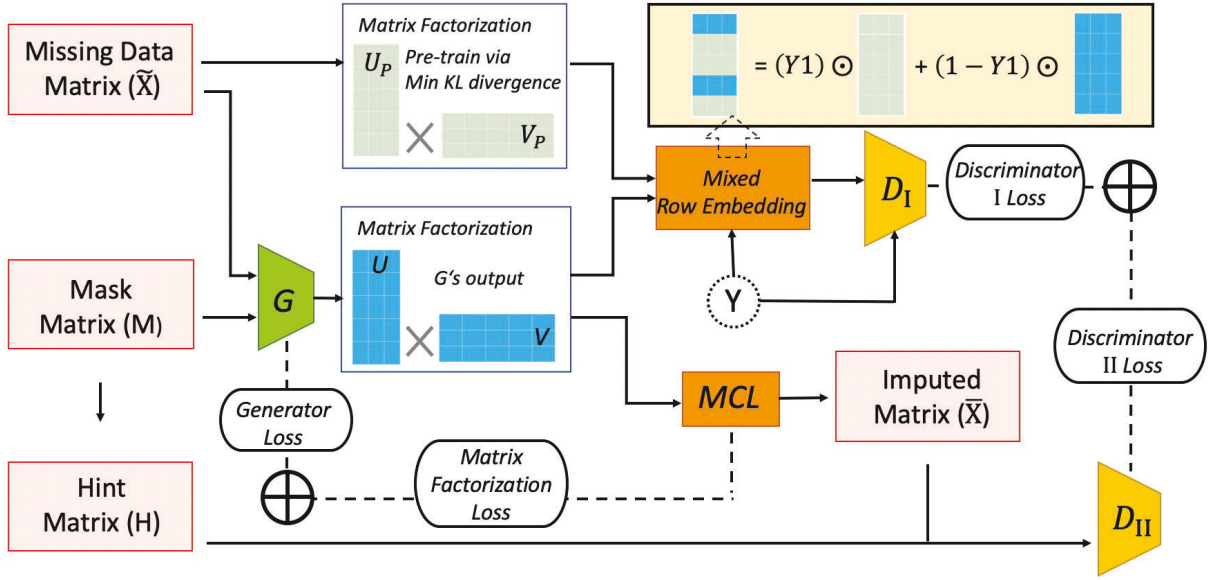 Missing Data
Matrix (X̃)
Matrix Factorization
U_P
Pre-train via
Min KL divergence
V_P
= (Y1) ⊙
+ (1 − Y1) ⊙
Mixed
Row Embedding
D_I
Discriminator
I Loss
Mask
Matrix (M)
G
Matrix Factorization
U
G‘s output
V
Y
Discriminator
II Loss
Generator
Loss
MCL
Imputed
Matrix (X̅)
Hint
Matrix (H)
Matrix
Factorization
Loss
D_II